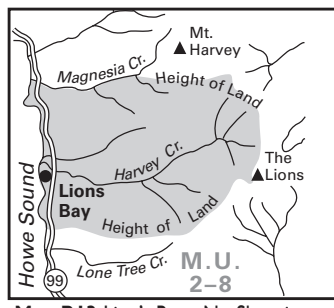 Mt.
Harvey
Magnesia Cr.
Height of Land
Harvey Cr.
The
Lions
Lions
Bay
Howe Sound
Height of Land
M.U.
2–8
Lone Tree Cr.
99